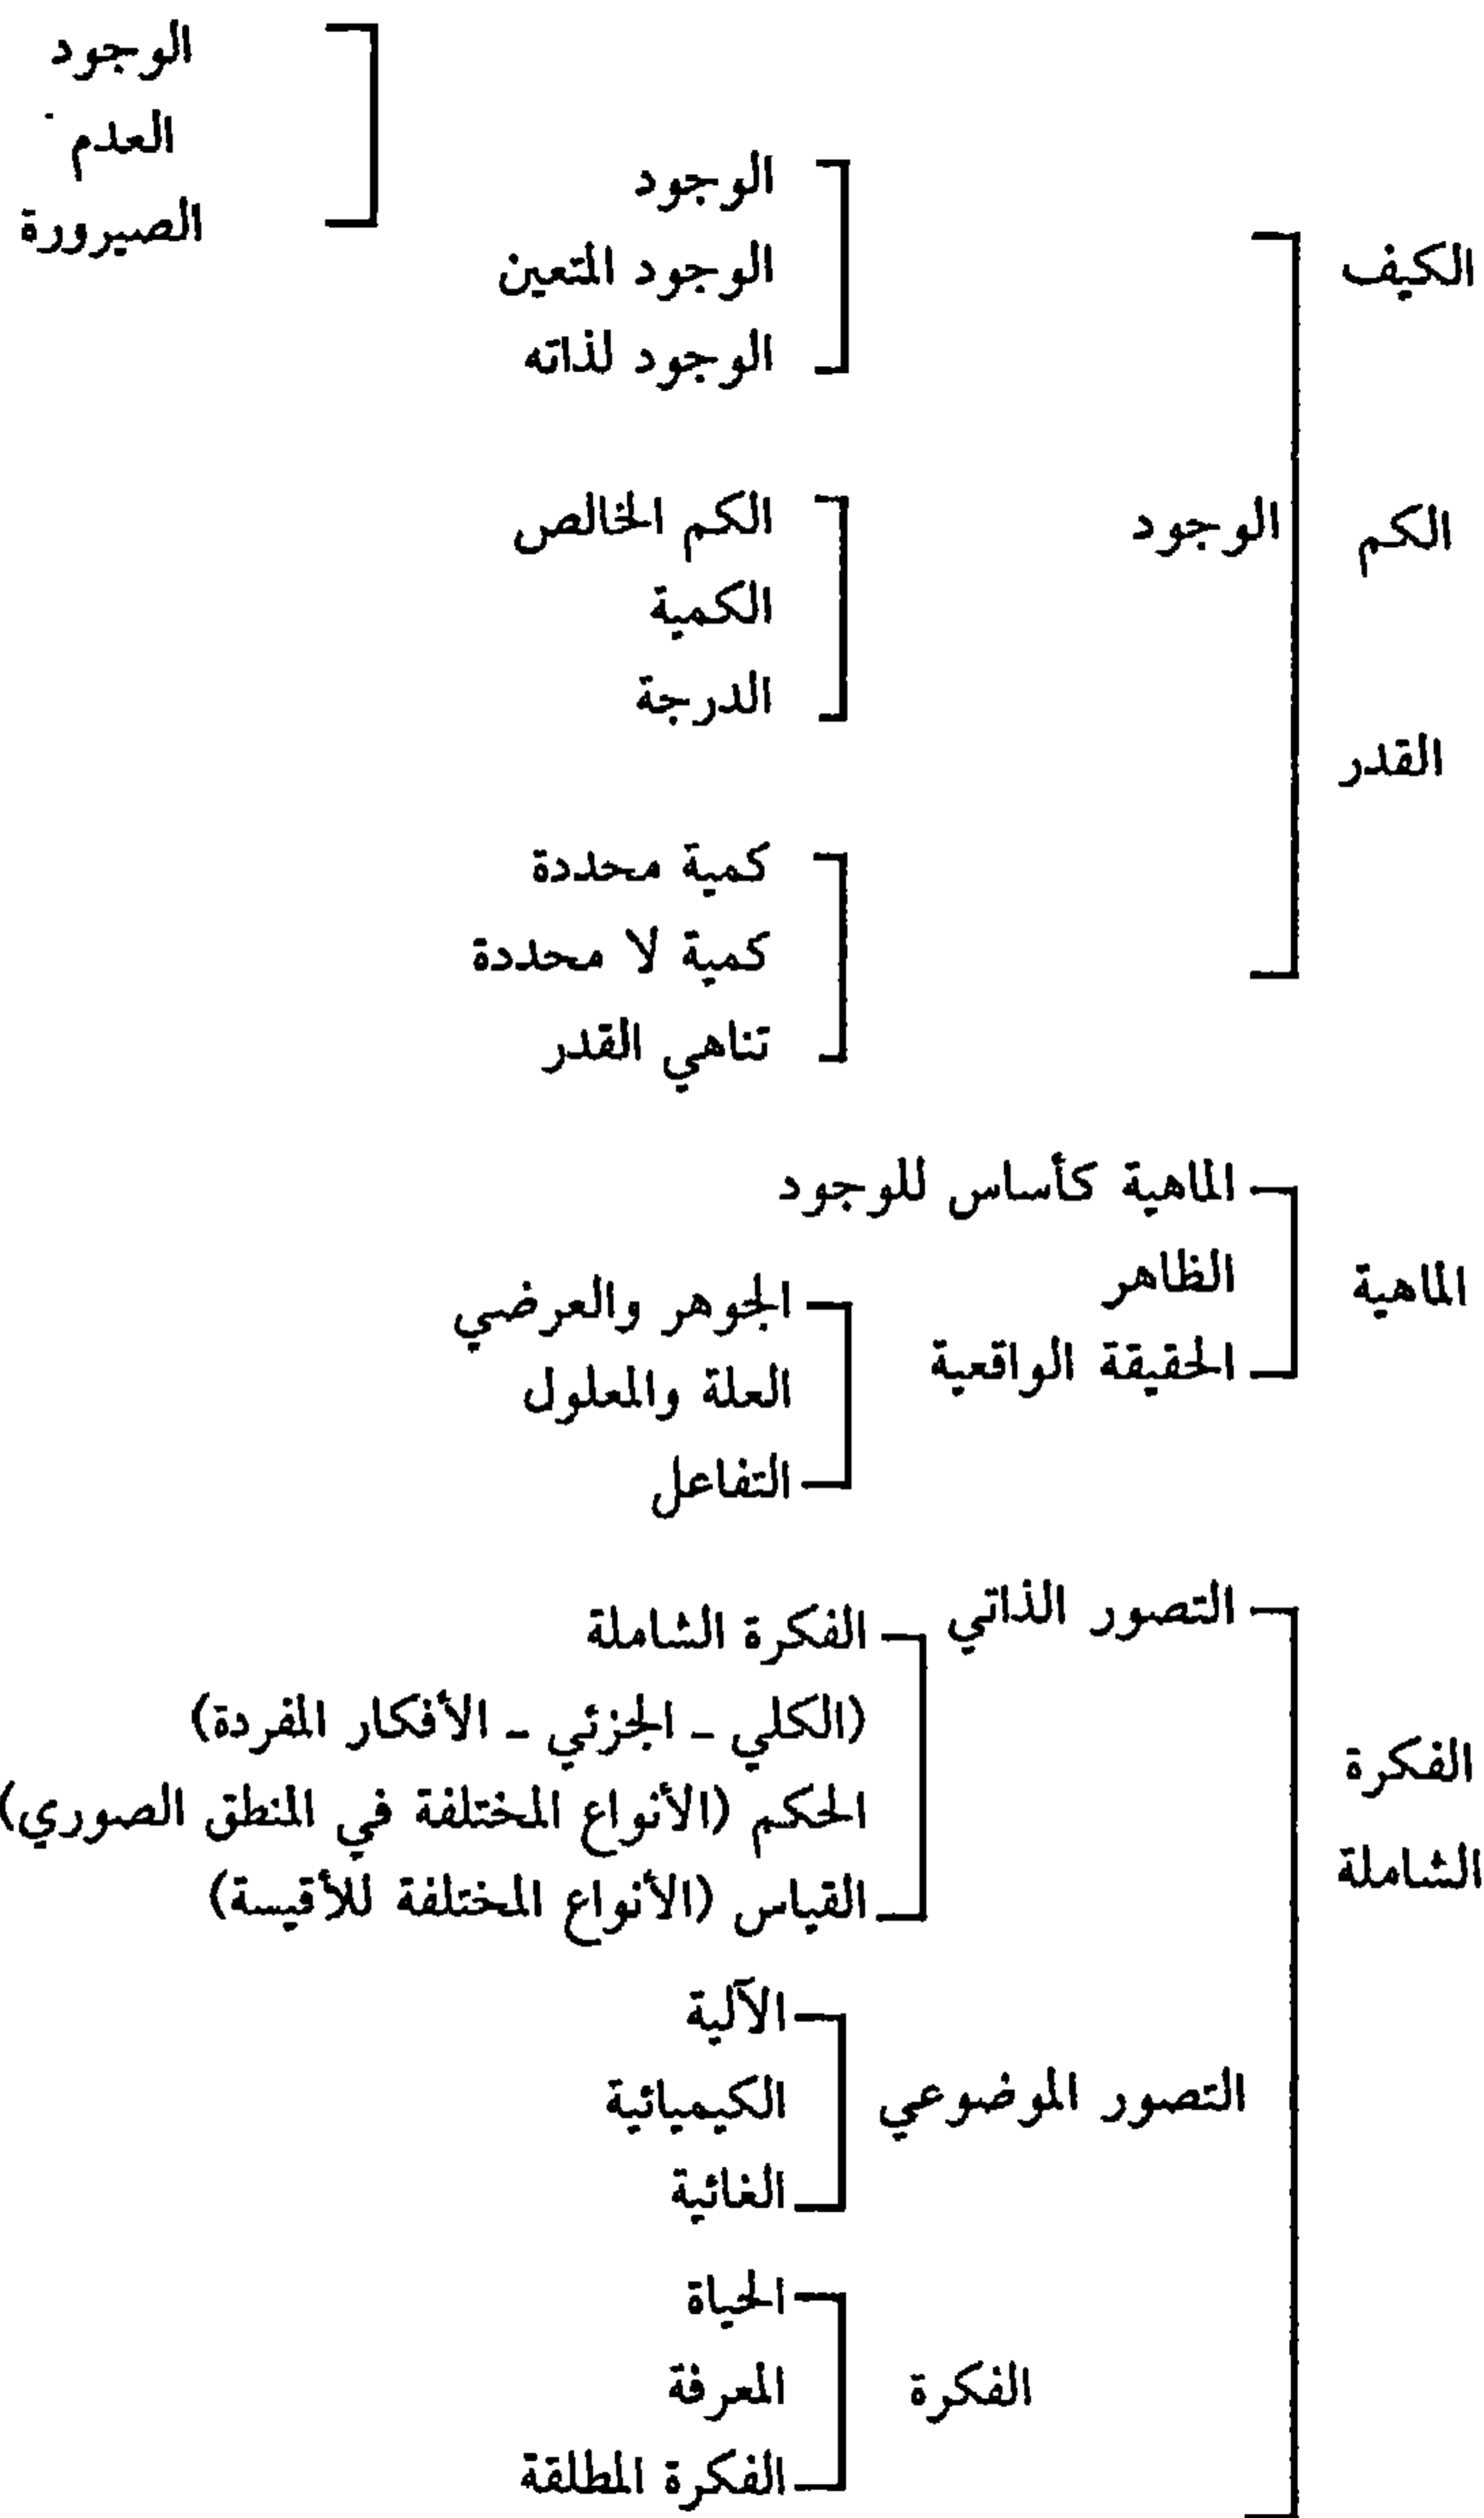 الكيف
الكم
القدر
الوجود
الوجود
الوجود المتعين
الوجود لذاته
الوجود
العدم
الصيرورة
الكم الخالص
الكمية
الدرجة
كمية محددة
كمية لا محددة
تناهي القدر
الماهية
الماهية كأساس للوجود
الظاهر
الحقيقة الواقعية
الجوهر والعرضي
العلة والمعلول
التفاعل
الفكرة
الشاملة
التصور الذاتي
الفكرة الشاملة
(الكلي - الجزئي - الأفكار المفردة)
الحكم (الأنواع المختلفة في المنطق الصوري)
القياس (الأنواع المختلفة للأقيسة)
التصور الموضوعي
الآلية
الكيميائية
الغائية
الفكرة
الحياة
المعرفة
الفكرة المطلقة